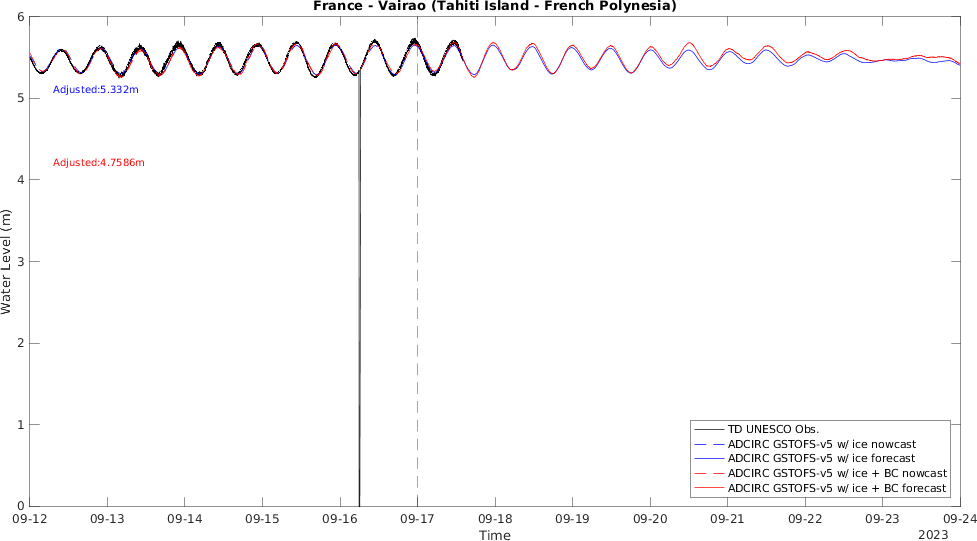 France - Vairao (Tahiti Island - French Polynesia)
6
5
4
3
2
1
0
Water Level (m)
Adjusted:5.332m
Adjusted:4.7586m
TD UNESCO Obs.
ADCIRC GSTOFS-v5 w/ ice nowcast
ADCIRC GSTOFS-v5 w/ ice forecast
ADCIRC GSTOFS-v5 w/ ice + BC nowcast
ADCIRC GSTOFS-v5 w/ ice + BC forecast
09-12 09-13 09-14 09-15 09-16 09-17 09-18 09-19 09-20 09-21 09-22 09-23 09-24
Time
2023